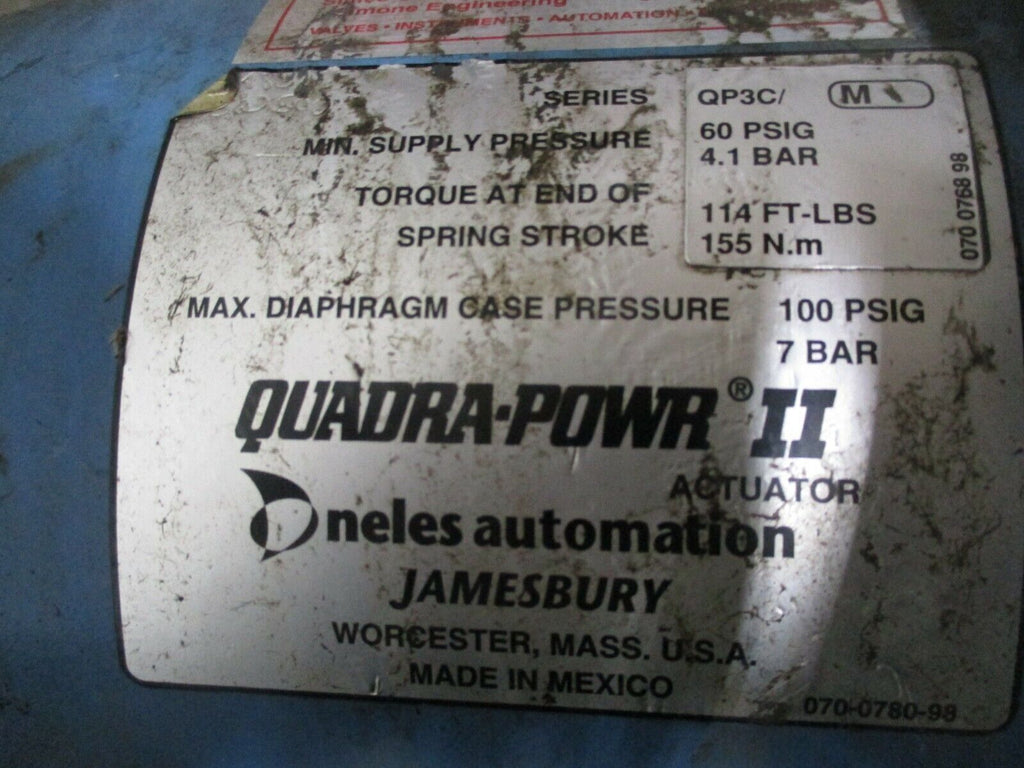 imone Engineering
VALVES • INSTRUMENTS • AUTOMATION •
SERIES QP3C/ M
MIN. SUPPLY PRESSURE 60 PSIG
4.1 BAR
TORQUE AT END OF
SPRING STROKE
114 FT-LBS
155 N.m
070 0768 98
MAX. DIAPHRAGM CASE PRESSURE 100 PSIG
7 BAR
QUADRA-POWR® II
ACTUATOR
neles automation
JAMESBURY
WORCESTER, MASS. U.S.A.
MADE IN MEXICO
070-0780-98